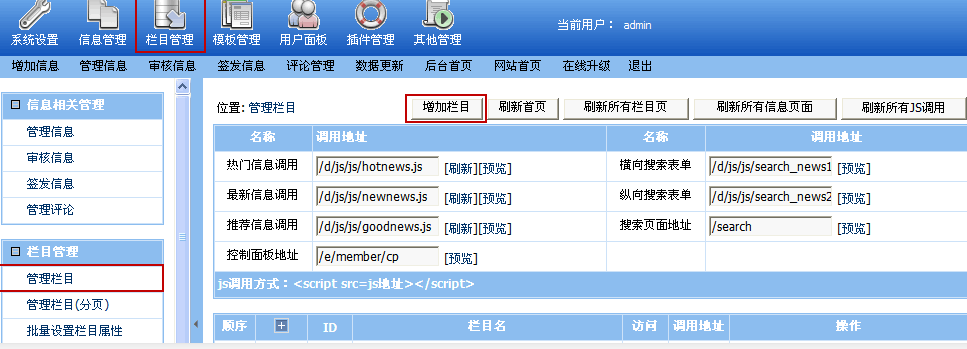 当前用户： admin
系统设置 信息管理 栏目管理 模板管理 用户面板 插件管理 其他管理
增加信息 管理信息 审核信息 签发信息 评论管理 数据更新 后台首页 网站首页 在线升级 退出
信息相关管理
管理信息
审核信息
签发信息
管理评论
栏目管理
管理栏目
管理栏目(分页)
批量设置栏目属性
位置: 管理栏目 增加栏目 刷新首页 刷新所有栏目页 刷新所有信息页面 刷新所有JS调用
名称 调用地址 名称 调用地址
热门信息调用 /d/js/js/hotnews.js [刷新][预览] 横向搜索表单 /d/js/js/search_news1 [预览]
最新信息调用 /d/js/js/newnews.js [刷新][预览] 纵向搜索表单 /d/js/js/search_news2 [预览]
推荐信息调用 /d/js/js/goodnews.js [刷新][预览] 搜索页面地址 /search [预览]
控制面板地址 /e/member/cp [预览]
js调用方式：<script src=js地址></script>
顺序 ID 栏目名 访问 调用地址 操作